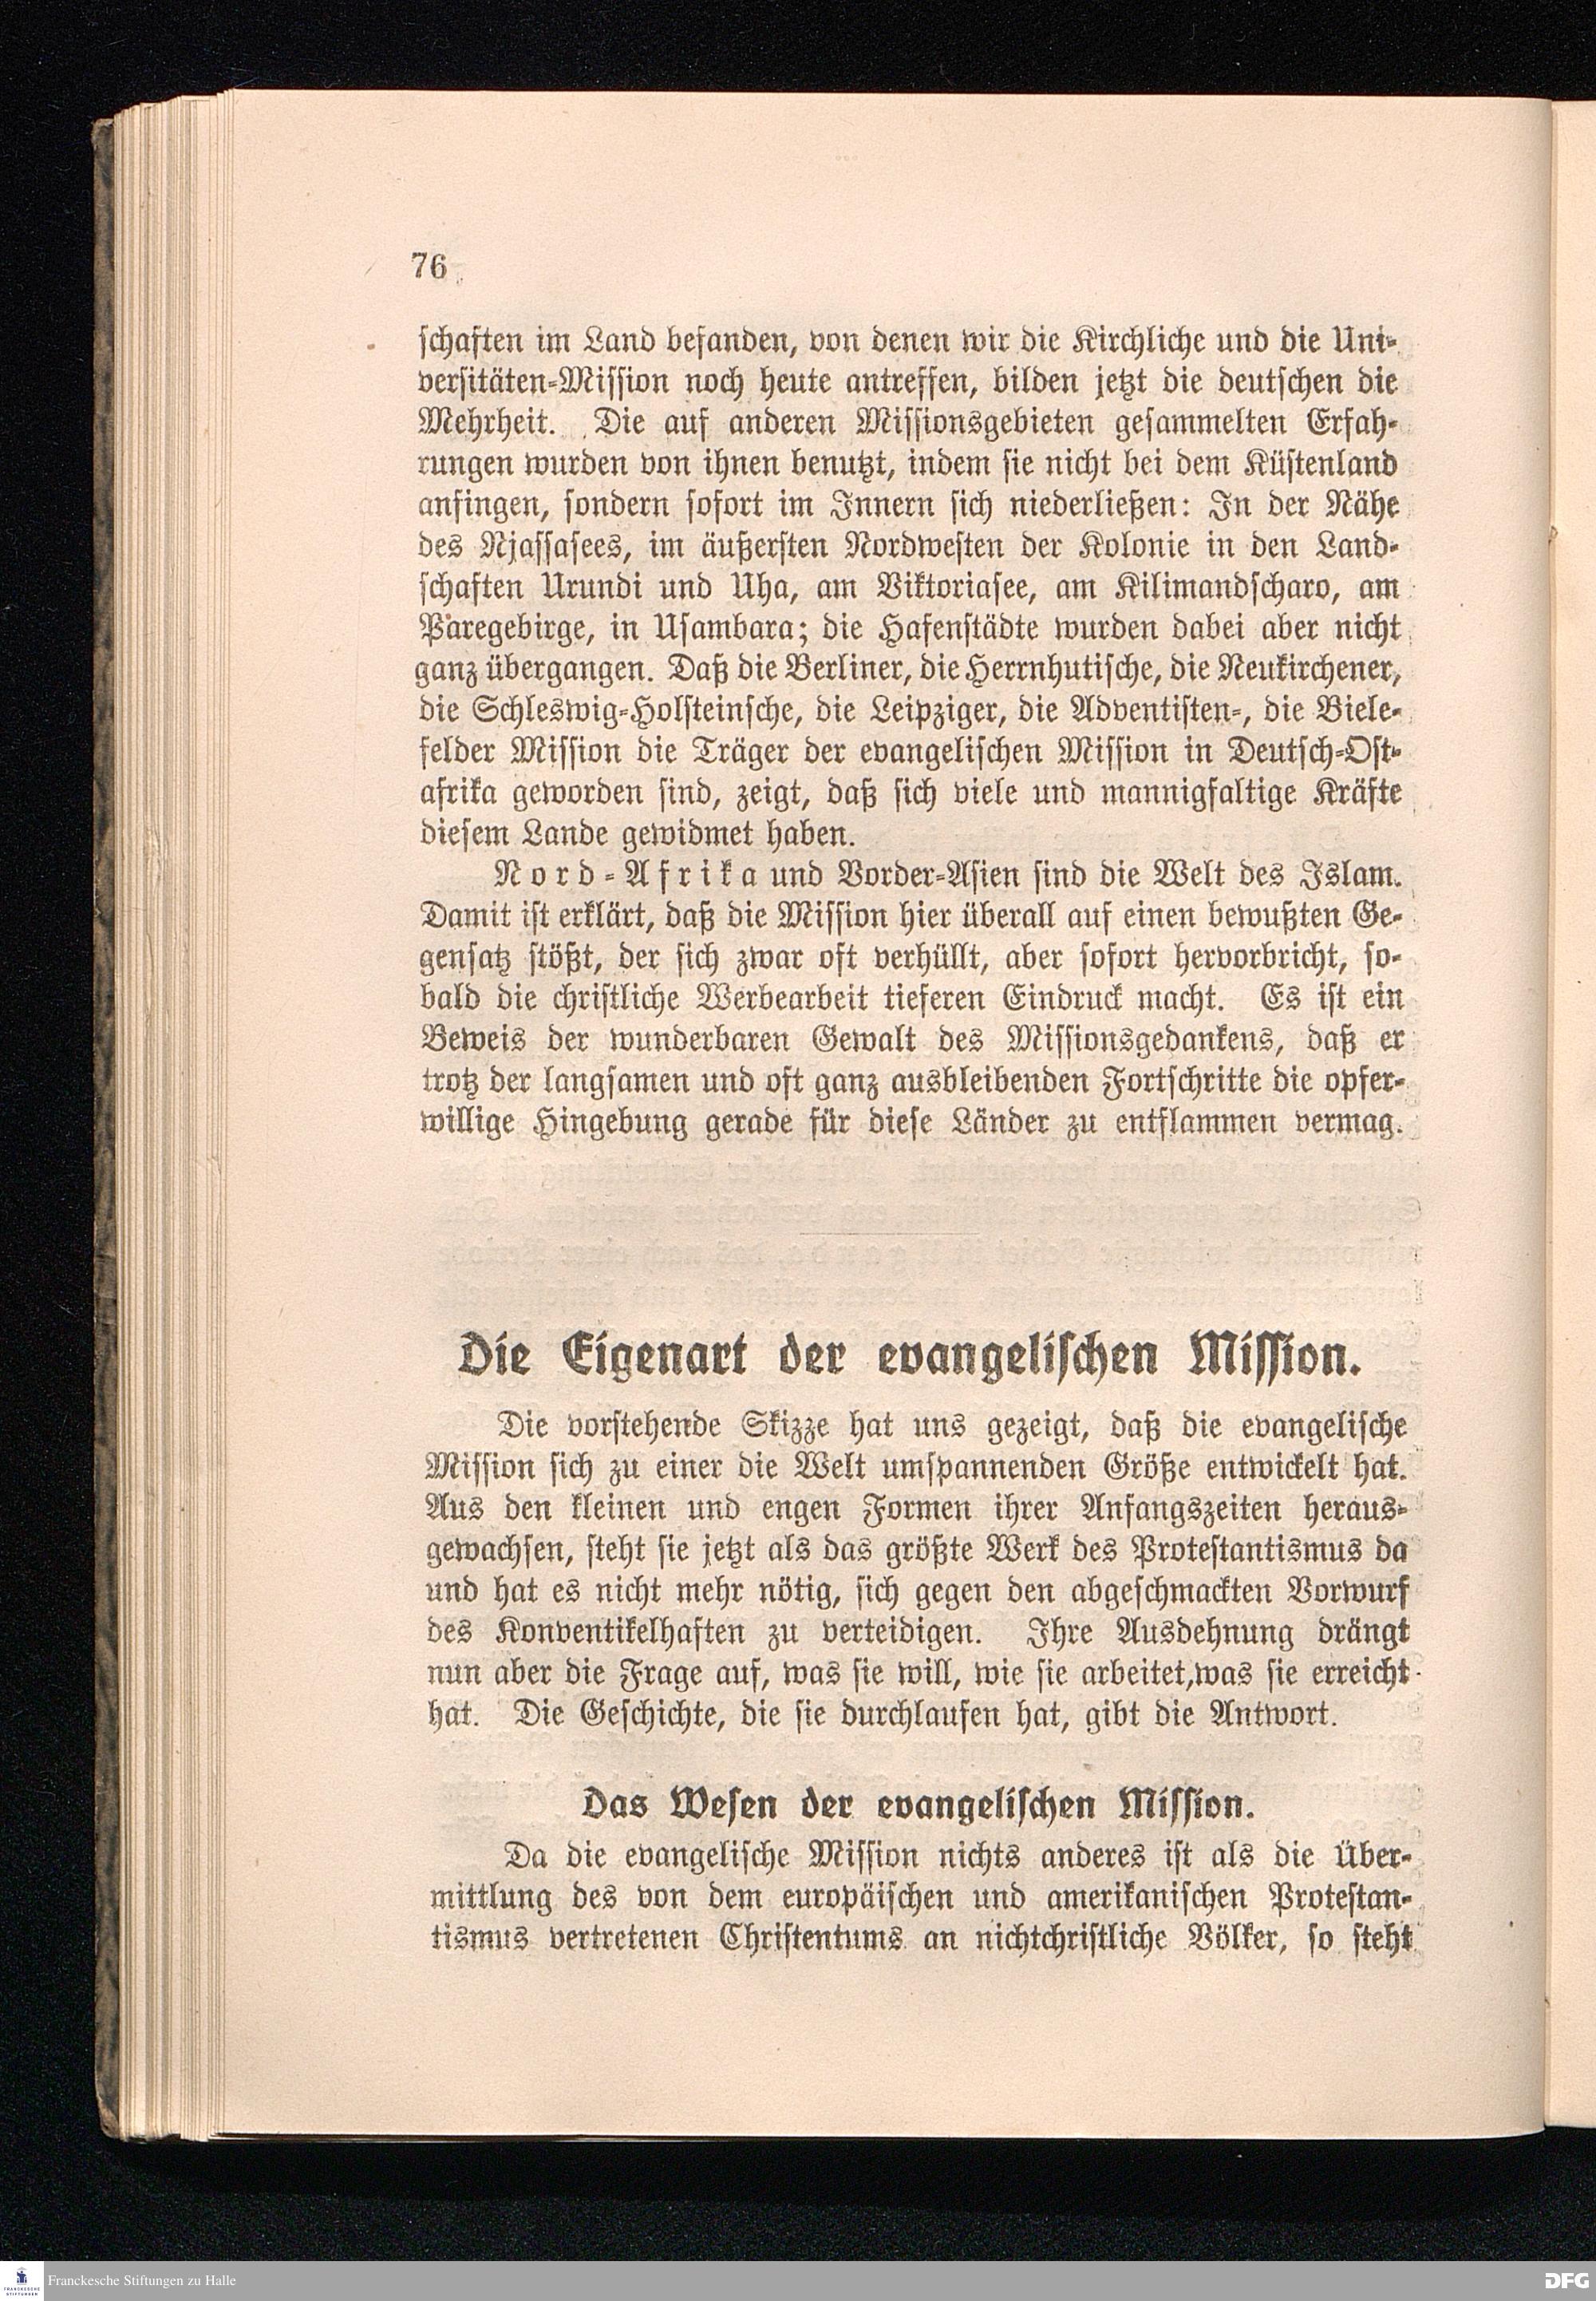 76
schaften im Land befanden, von denen wir die Kirchliche und die Uni-
versitäten-Mission noch heute antreffen, bilden jetzt die deutschen die
Mehrheit. Die auf anderen Missionsgebieten gesammelten Erfah-
rungen wurden von ihnen benutzt, indem sie nicht bei dem Küstenland
anfingen, sondern sofort im Innern sich niederließen: In der Nähe
des Njassasees, im äußersten Nordwesten der Kolonie in den Land-
schaften Urundi und Uha, am Viktoriasee, am Kilimandscharo, am
Paregebirge, in Usambara; die Hafenstädte wurden dabei aber nicht
ganz übergangen. Daß die Berliner, die Herrnhutische, die Neukirchener,
die Schleswig-Holsteinsche, die Leipziger, die Adventisten-, die Biele-
felder Mission die Träger der evangelischen Mission in Deutsch-Ost-
afrika geworden sind, zeigt, daß sich viele und mannigfaltige Kräfte
diesem Lande gewidmet haben.
Nord-Afrika und Vorder-Asien sind die Welt des Islam.
Damit ist erklärt, daß die Mission hier überall auf einen bewußten Ge-
gensatz stößt, der sich zwar oft verhüllt, aber sofort hervorbricht, so-
bald die christliche Werbearbeit tieferen Eindruck macht. Es ist ein
Beweis der wunderbaren Gewalt des Missionsgedankens, daß er
trotz der langsamen und oft ganz ausbleibenden Fortschritte die opfer-
willige Hingebung gerade für diese Länder zu entflammen vermag.
Die Eigenart der evangelischen Mission.
Die vorstehende Skizze hat uns gezeigt, daß die evangelische
Mission sich zu einer die Welt umspannenden Größe entwickelt hat.
Aus den kleinen und engen Formen ihrer Anfangszeiten heraus-
gewachsen, steht sie jetzt als das größte Werk des Protestantismus da
und hat es nicht mehr nötig, sich gegen den abgeschmackten Vorwurf
des Konventikelhaften zu verteidigen. Ihre Ausdehnung drängt
nun aber die Frage auf, was sie will, wie sie arbeitet,was sie erreicht
hat. Die Geschichte, die sie durchlaufen hat, gibt die Antwort.
Das Wesen der evangelischen Mission.
Da die evangelische Mission nichts anderes ist als die Über-
mittlung des von dem europäischen und amerikanischen Protestan-
tismus vertretenen Christentums an nichtchristliche Völker, so steht
FRANCKESCHE
STIFTUNGEN
Franckesche Stiftungen zu Halle
DFG